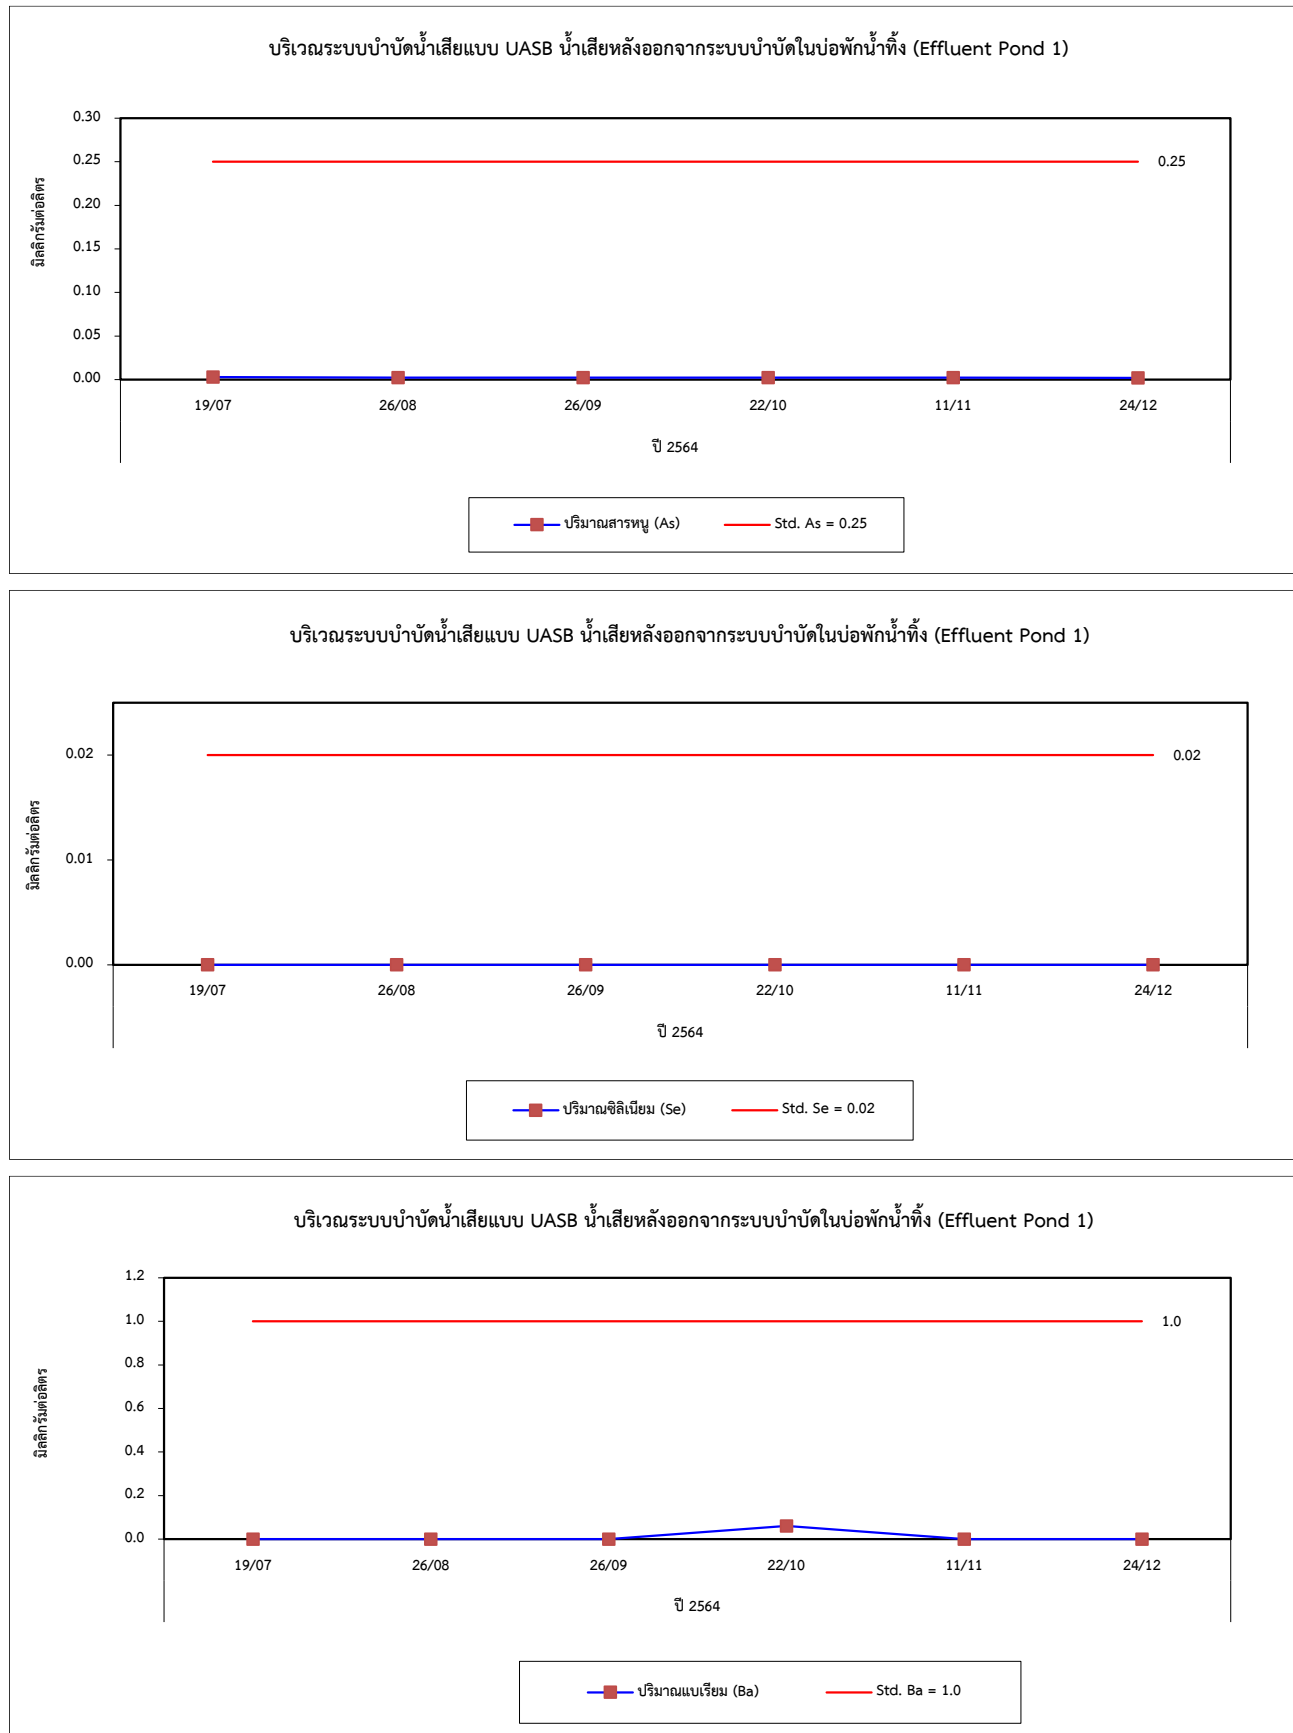 บริเวณระบบบำบัดน้ำเสียแบบ UASB น้ำเสียหลังออกจากระบบบำบัดในบ่อพักน้ำทิ้ง (Effluent Pond 1)
มิลลิกรัมต่อลิตร
0.30
0.25
0.20
0.15
0.10
0.05
0.00
0.25
19/07 26/08 26/09 22/10 11/11 24/12
ปี 2564
ปริมาณสารหนู (As) Std. As = 0.25
บริเวณระบบบำบัดน้ำเสียแบบ UASB น้ำเสียหลังออกจากระบบบำบัดในบ่อพักน้ำทิ้ง (Effluent Pond 1)
มิลลิกรัมต่อลิตร
0.02
0.01
0.00
0.02
19/07 26/08 26/09 22/10 11/11 24/12
ปี 2564
ปริมาณซิลิเนียม (Se) Std. Se = 0.02
บริเวณระบบบำบัดน้ำเสียแบบ UASB น้ำเสียหลังออกจากระบบบำบัดในบ่อพักน้ำทิ้ง (Effluent Pond 1)
มิลลิกรัมต่อลิตร
1.2
1.0
0.8
0.6
0.4
0.2
0.0
1.0
19/07 26/08 26/09 22/10 11/11 24/12
ปี 2564
ปริมาณแบเรียม (Ba) Std. Ba = 1.0